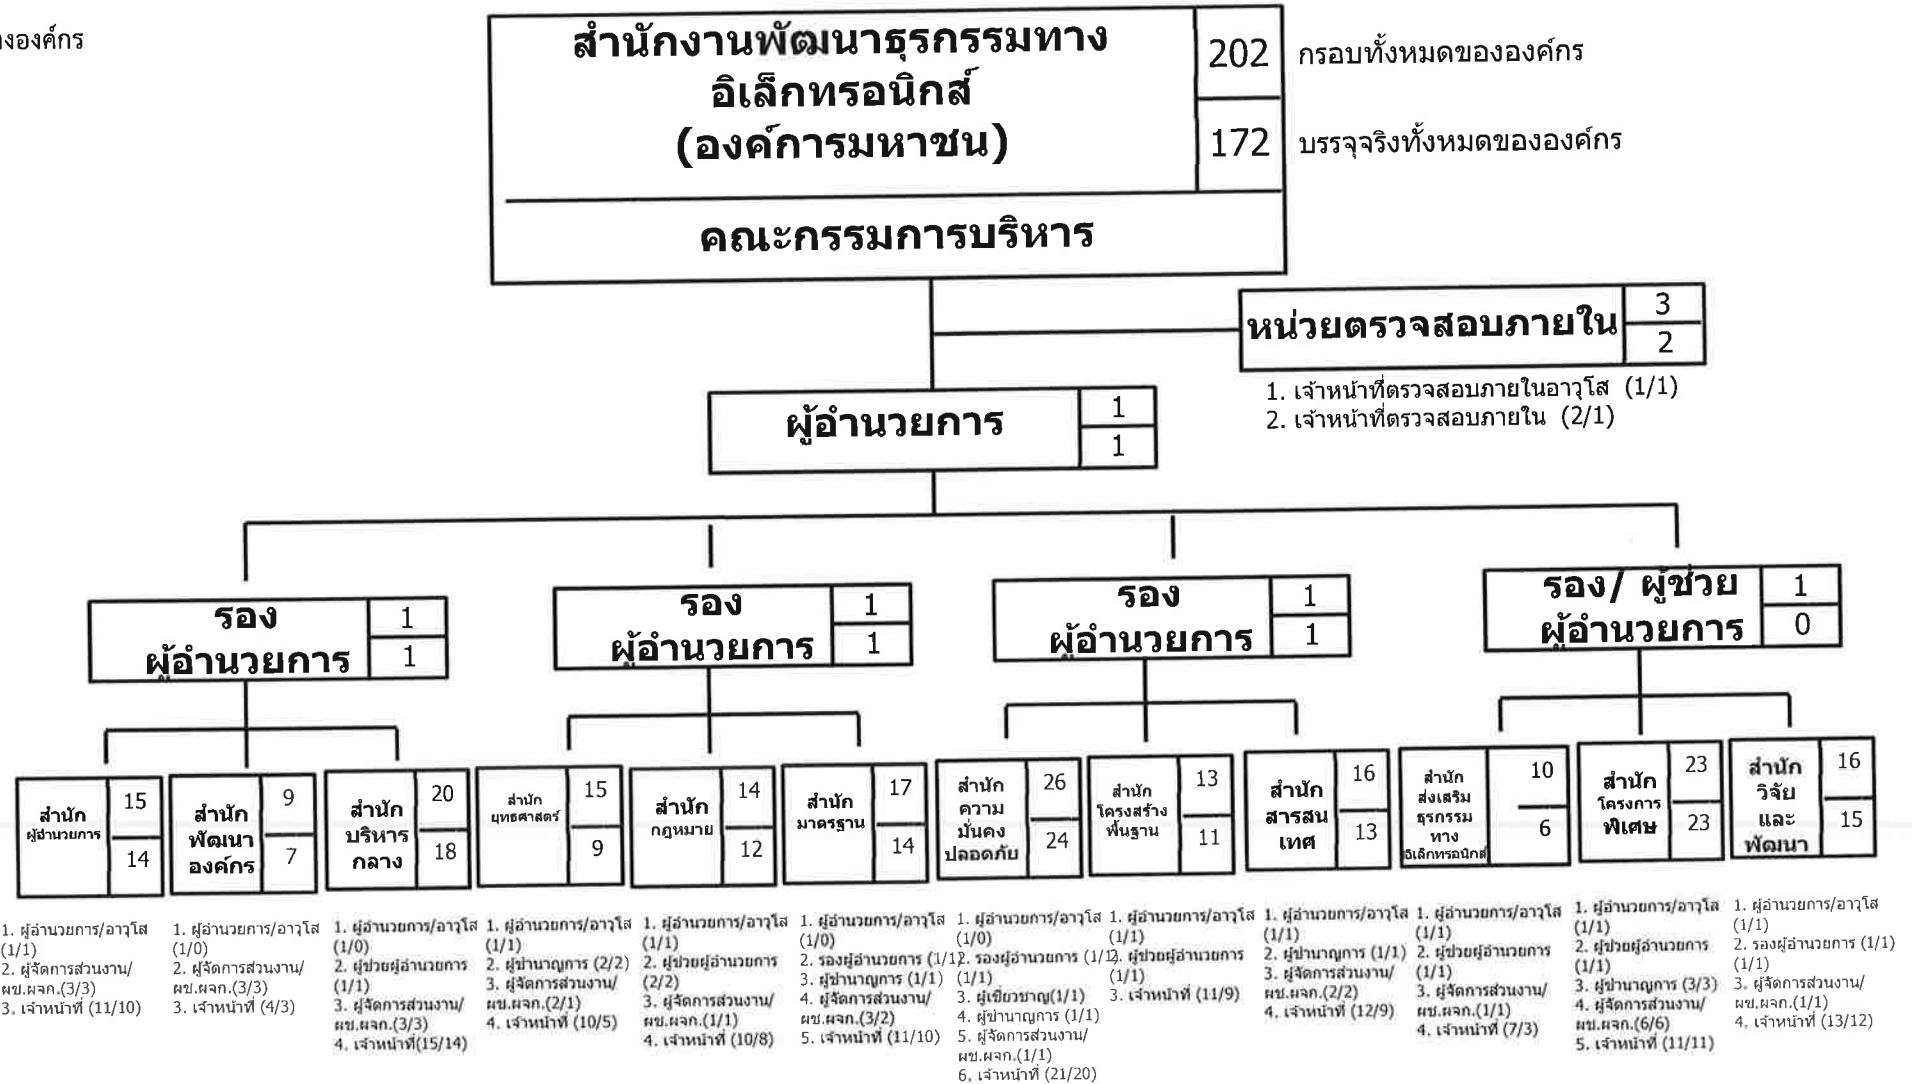 งองค์กร
สำนักงานพัฒนาธุรกรรมทาง
อิเล็กทรอนิกส์
(องค์การมหาชน)
202 กรอบทั้งหมดขององค์กร
172 บรรจุจริงทั้งหมดขององค์กร
คณะกรรมการบริหาร
หน่วยตรวจสอบภายใน
3
2
1. เจ้าหน้าที่ตรวจสอบภายในอาวุโส (1/1)
2. เจ้าหน้าที่ตรวจสอบภายใน (2/1)
ผู้อำนวยการ
1
1
รอง
ผู้อำนวยการ
1
1
รอง
ผู้อำนวยการ
1
1
รอง
ผู้อำนวยการ
1
1
รอง/ ผู้ช่วย
ผู้อำนวยการ
1
0
สำนัก
ผู้อำนวยการ
15
14
1. ผู้อำนวยการ/อาวุโส
(1/1)
2. ผู้จัดการส่วนงาน/
ผช.ผจก.(3/3)
3. เจ้าหน้าที่ (11/10)
สำนัก
พัฒนา
องค์กร
9
7
1. ผู้อำนวยการ/อาวุโส
(1/0)
2. ผู้จัดการส่วนงาน/
ผช.ผจก.(3/3)
3. เจ้าหน้าที่ (4/3)
สำนัก
บริหาร
กลาง
20
18
1. ผู้อำนวยการ/อาวุโส
(1/0)
2. ผู้ช่วยผู้อำนวยการ
(1/1)
3. ผู้จัดการส่วนงาน/
ผช.ผจก.(3/3)
4. เจ้าหน้าที่(15/14)
สำนัก
ยุทธศาสตร์
15
9
1. ผู้อำนวยการ/อาวุโส
(1/1)
2. ผู้ชำนาญการ (2/2)
3. ผู้จัดการส่วนงาน/
ผช.ผจก.(2/1)
4. เจ้าหน้าที่ (10/5)
สำนัก
กฎหมาย
14
12
1. ผู้อำนวยการ/อาวุโส
(1/1)
2. ผู้ช่วยผู้อำนวยการ
(2/2)
3. ผู้จัดการส่วนงาน/
ผช.ผจก.(1/1)
4. เจ้าหน้าที่ (10/8)
สำนัก
มาตรฐาน
17
14
1. ผู้อำนวยการ/อาวุโส
(1/0)
2. รองผู้อำนวยการ (1/1)
3. ผู้ชำนาญการ (1/1)
4. ผู้จัดการส่วนงาน/
ผช.ผจก.(3/2)
5. เจ้าหน้าที่ (11/10)
สำนัก
ความ
มั่นคง
ปลอดภัย
26
24
1. ผู้อำนวยการ/อาวุโส
(1/0)
2. รองผู้อำนวยการ (1/1)
(1/1)
3. ผู้เชี่ยวชาญ(1/1)
4. ผู้ชำนาญการ (1/1)
5. ผู้จัดการส่วนงาน/
ผช.ผจก.(1/1)
6. เจ้าหน้าที่ (21/20)
สำนัก
โครงสร้าง
พื้นฐาน
13
11
1. ผู้อำนวยการ/อาวุโส
(1/1)
2. ผู้ช่วยผู้อำนวยการ
(1/1)
3. เจ้าหน้าที่ (11/9)
สำนัก
สารสน
เทศ
16
13
1. ผู้อำนวยการ/อาวุโส
(1/1)
2. ผู้ชำนาญการ (1/1)
3. ผู้จัดการส่วนงาน/
ผช.ผจก.(2/2)
4. เจ้าหน้าที่ (12/9)
สำนัก
ส่งเสริม
ธุรกรรม
ทาง
อิเล็กทรอนิกส์
10
6
1. ผู้อำนวยการ/อาวุโส
(1/1)
2. ผู้ช่วยผู้อำนวยการ
(1/1)
3. ผู้จัดการส่วนงาน/
ผช.ผจก.(1/1)
4. เจ้าหน้าที่ (7/3)
สำนัก
โครงการ
พิเศษ
23
23
1. ผู้อำนวยการ/อาวุโส
(1/1)
2. ผู้ช่วยผู้อำนวยการ
(1/1)
3. ผู้ชำนาญการ (3/3)
4. ผู้จัดการส่วนงาน/
ผช.ผจก.(6/6)
5. เจ้าหน้าที่ (11/11)
สำนัก
วิจัย
และ
พัฒนา
16
15
1. ผู้อำนวยการ/อาวุโส
(1/1)
2. รองผู้อำนวยการ (1/1)
(1/1)
3. ผู้จัดการส่วนงาน/
ผช.ผจก.(1/1)
4. เจ้าหน้าที่ (13/12)